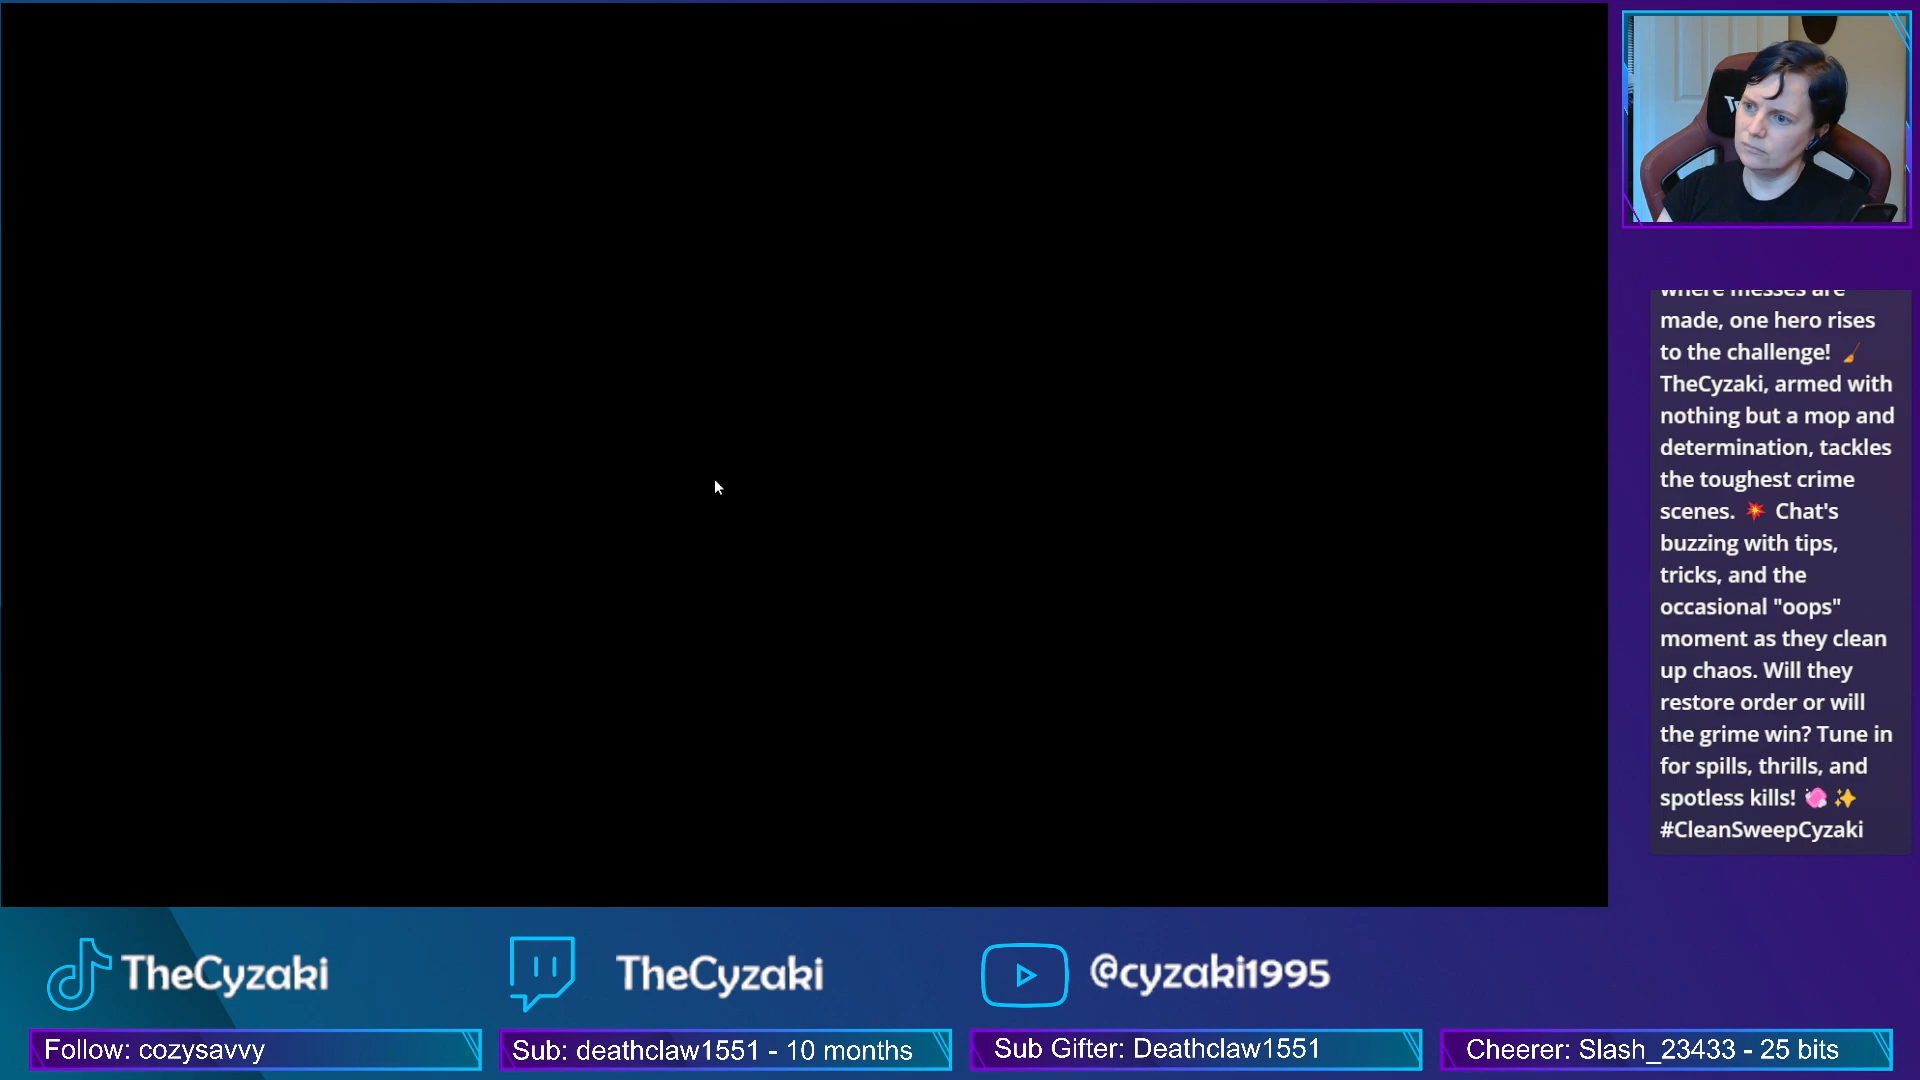 where messes are
made, one hero rises
to the challenge! 🧹
TheCyzaki, armed with
nothing but a mop and
determination, tackles
the toughest crime
scenes. 💥 Chat's
buzzing with tips,
tricks, and the
occasional "oops"
moment as they clean
up chaos. Will they
restore order or will
the grime win? Tune in
for spills, thrills, and
spotless kills! 🧼✨
#CleanSweepCyzaki
TheCyzaki
TheCyzaki
@cyzaki1995
Follow: cozysavvy
Sub: deathclaw1551 - 10 months
Sub Gifter: Deathclaw1551
Cheerer: Slash_23433 - 25 bits